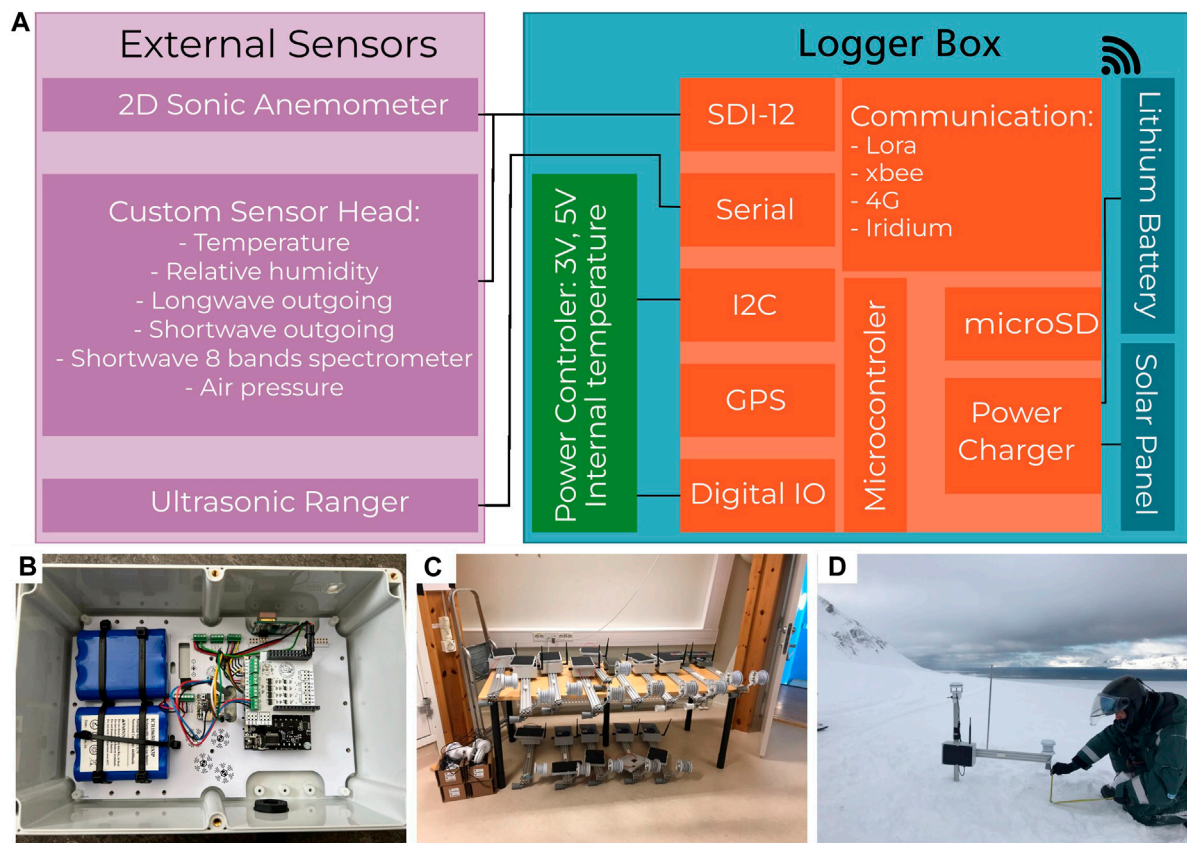 A
External Sensors
2D Sonic Anemometer
Custom Sensor Head:
- Temperature
- Relative humidity
- Longwave outgoing
- Shortwave outgoing
- Shortwave 8 bands spectrometer
- Air pressure
Ultrasonic Ranger
Logger Box
Power Controler: 3V, 5V
Internal temperature
SDI-12
Serial
I2C
GPS
Digital IO
Communication:
- Lora
- xbee
- 4G
- Iridium
Microcontroler
microSD
Power
Charger
Lithium Battery
Solar Panel
B
C
D